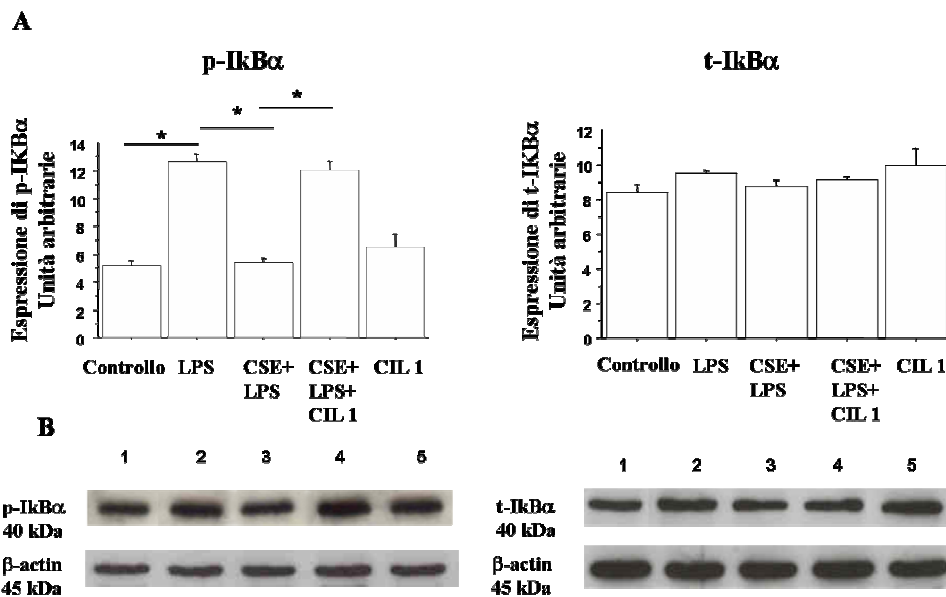 A
p-IkBα
Espressione di p-IKBα
Unità arbitrarie
14
12
10
8
6
4
2
0
*
*
*
Controllo
LPS
CSE+
LPS
CSE+
LPS+
CIL 1
CIL 1
t-IkBα
Espressione di t-IKBα
Unità arbitrarie
12
10
8
6
4
2
0
Controllo
LPS
CSE+
LPS
CSE+
LPS+
CIL 1
CIL 1
B
1 2 3 4 5
p-IkBα
40 kDa
β-actin
45 kDa
1 2 3 4 5
t-IkBα
40 kDa
β-actin
45 kDa